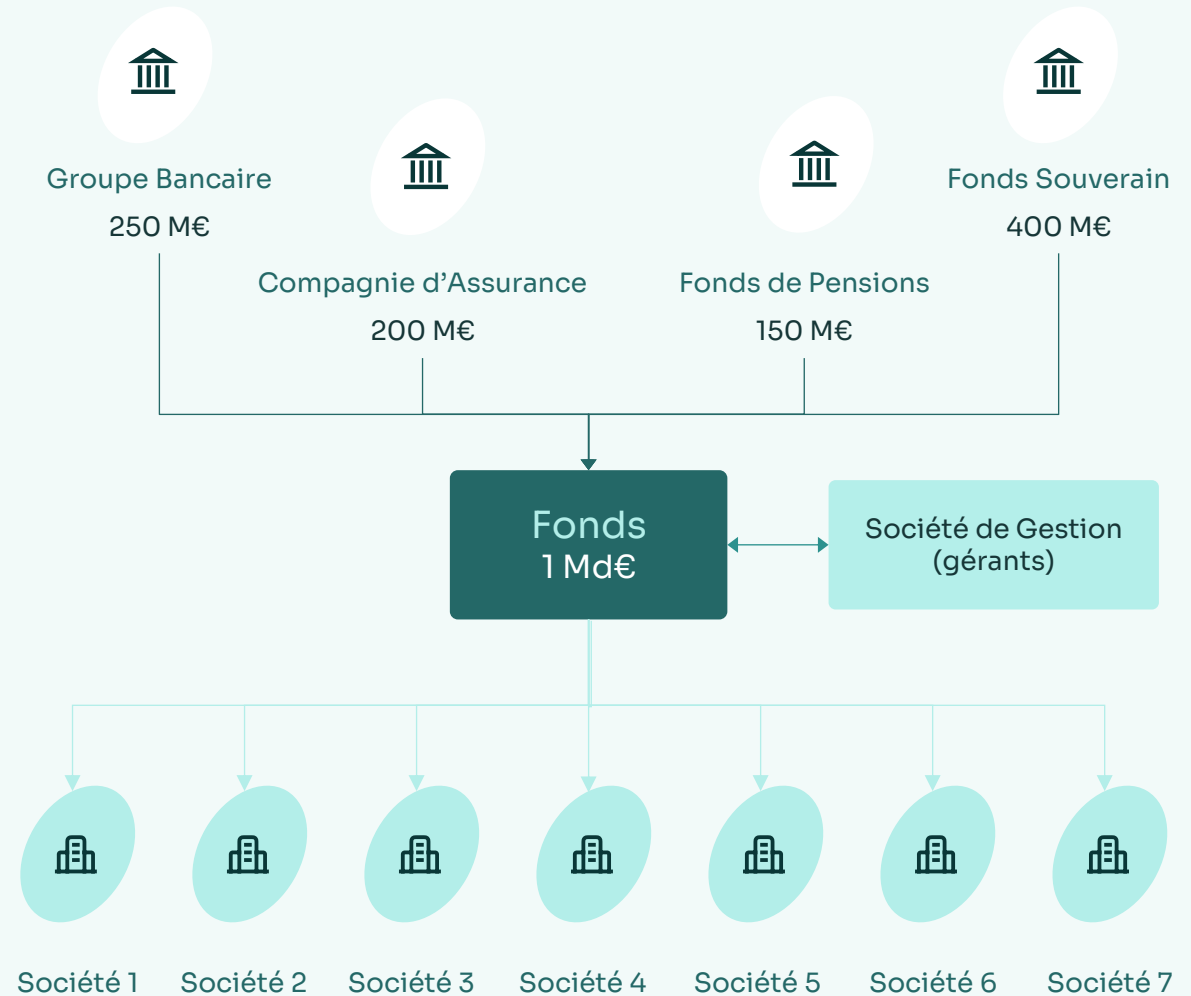 Groupe Bancaire
250 M€
Fonds Souverain
400 M€
Compagnie d’Assurance
200 M€
Fonds de Pensions
150 M€
Fonds
1 Md€
Société de Gestion
(gérants)
Société 1
Société 2
Société 3
Société 4
Société 5
Société 6
Société 7